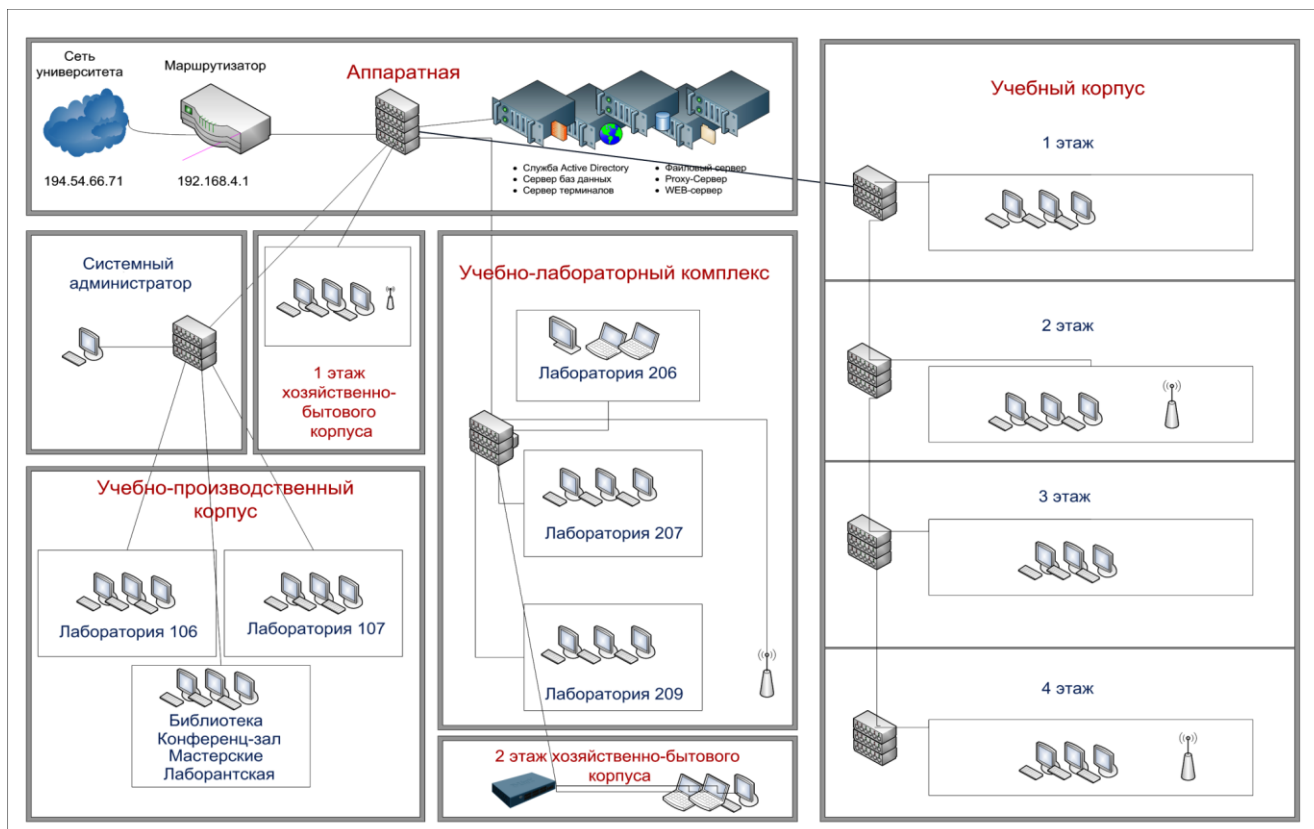 Сеть
университета
194.54.66.71
Маршрутизатор
192.168.4.1
Аппаратная
• Служба Active Directory
• Сервер баз данных
• Сервер терминалов
• Файловый сервер
• Proxy-Сервер
• WEB-сервер
Системный
администратор
1 этаж
хозяйственно-
бытового
корпуса
Учебно-производственный
корпус
Лаборатория 106
Лаборатория 107
Библиотека
Конференц-зал
Мастерские
Лаборантская
Учебно-лабораторный комплекс
Лаборатория 206
Лаборатория 207
Лаборатория 209
2 этаж хозяйственно-бытового
корпуса
Учебный корпус
1 этаж
2 этаж
3 этаж
4 этаж